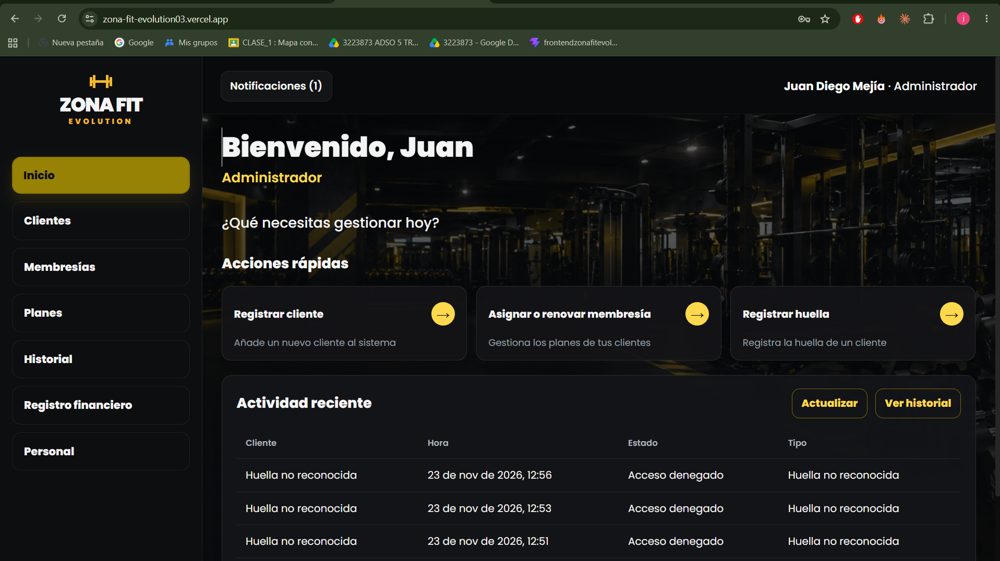 zona-fit-evolution03.vercel.app
Nueva pestaña
Google
Mis grupos
CLASE_1 : Mapa con...
3223873 ADSO 5 TR...
3223873 - Google D...
frontendzonafitevol...
ZONA FIT
EVOLUTION
Notificaciones (1)
Juan Diego Mejía · Administrador
Inicio
Clientes
Membresías
Planes
Historial
Registro financiero
Personal
Bienvenido, Juan
Administrador
¿Qué necesitas gestionar hoy?
Acciones rápidas
Registrar cliente →
Añade un nuevo cliente al sistema
Asignar o renovar membresía →
Gestiona los planes de tus clientes
Registrar huella →
Registra la huella de un cliente
Actividad reciente
Actualizar
Ver historial
Cliente Hora Estado Tipo
Huella no reconocida 23 de nov de 2026, 12:56 Acceso denegado Huella no reconocida
Huella no reconocida 23 de nov de 2026, 12:53 Acceso denegado Huella no reconocida
Huella no reconocida 23 de nov de 2026, 12:51 Acceso denegado Huella no reconocida
j